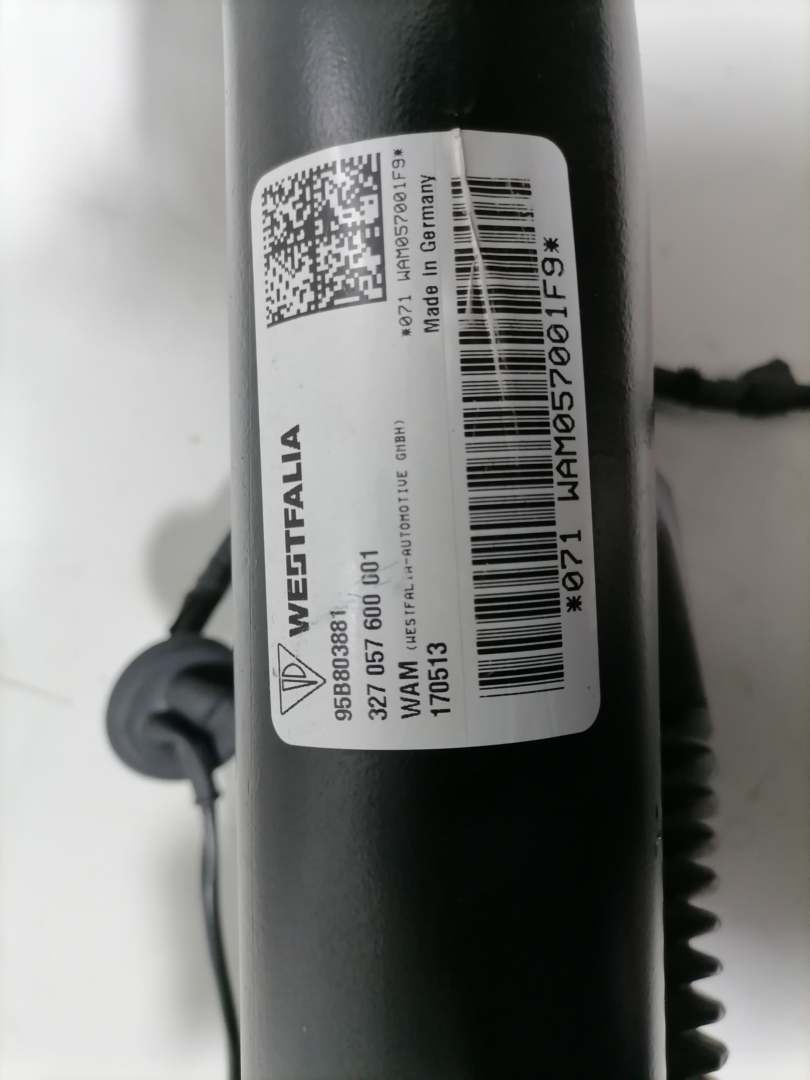 WESTFALIA
95B803881
327 057 600 001
WAM (WESTFALIA-AUTOMOTIVE GMBH)
170513
*071 WAM057001F9*
Made In Germany
*071 WAM057001F9*